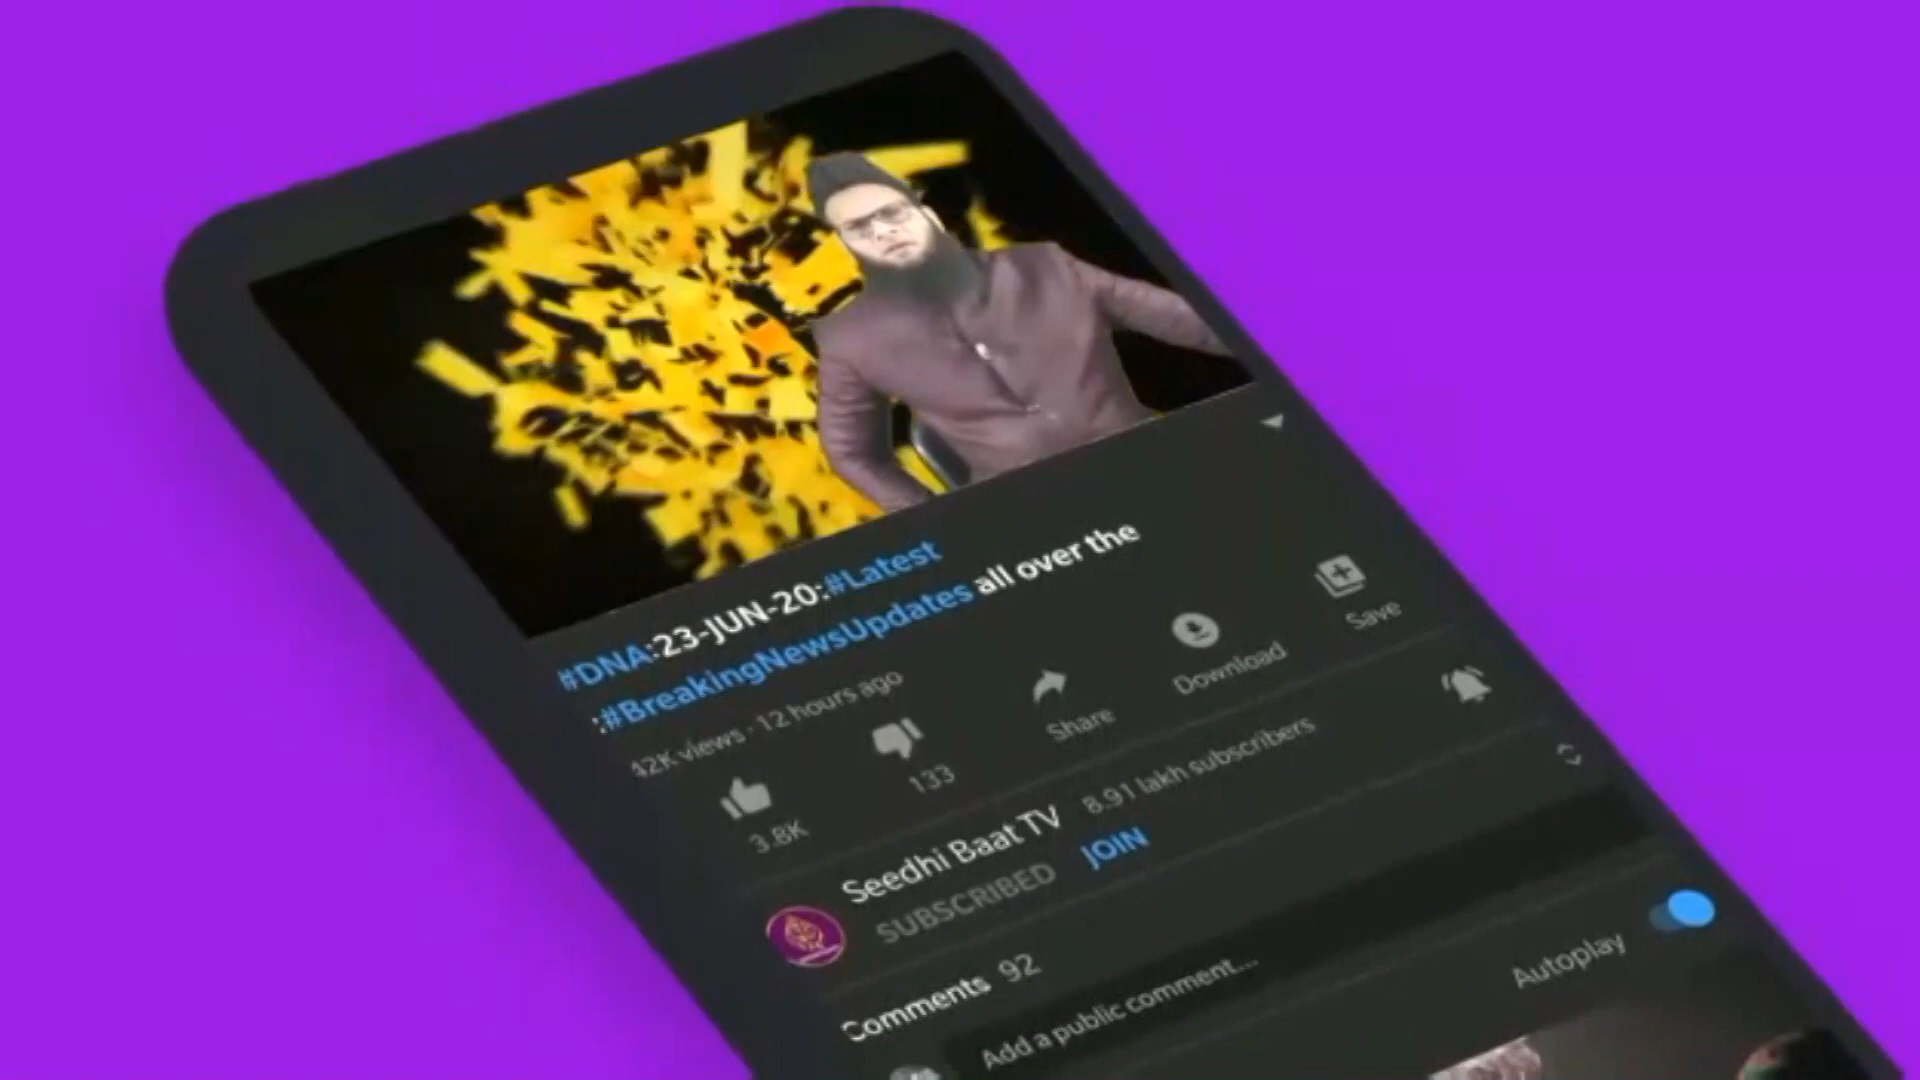 #DNA:23-JUN-20:#Latest
:#BreakingNewsUpdates all over the
42K views · 12 hours ago
3.8K
133
Share
Download
Save
Seedhi Baat TV 8.91 lakh subscribers
SUBSCRIBED JOIN
Comments 92
Add a public comment...
Autoplay